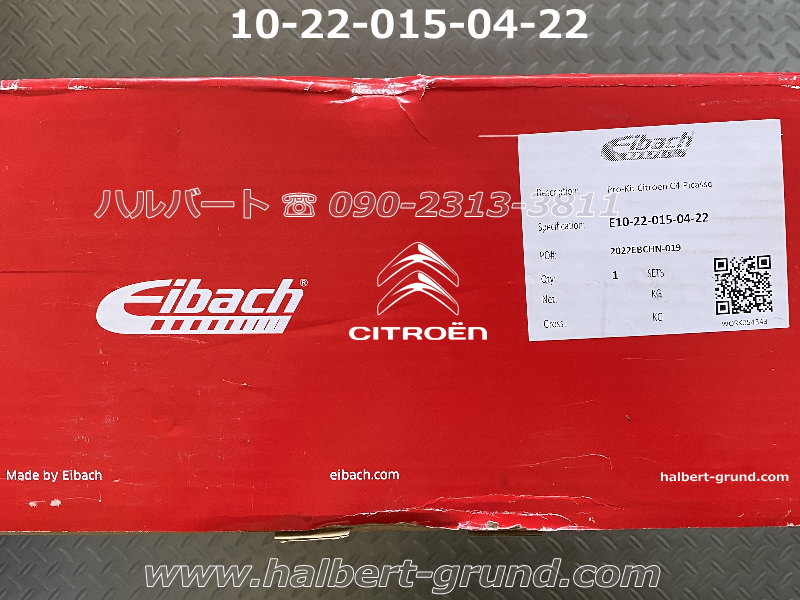 10-22-015-04-22
Eibach
Description: Pro-Kit Citroen C4 Picasso
ハルバート ☎ 090-2313-3811
Specification: E10-22-015-04-22
PO#: 2022EBCHN-019
Qty: 1 SETS
Net: KG
Eibach®
CITROËN
Gross: KG
Made by Eibach
eibach.com
halbert-grund.com
www.halbert-grund.com